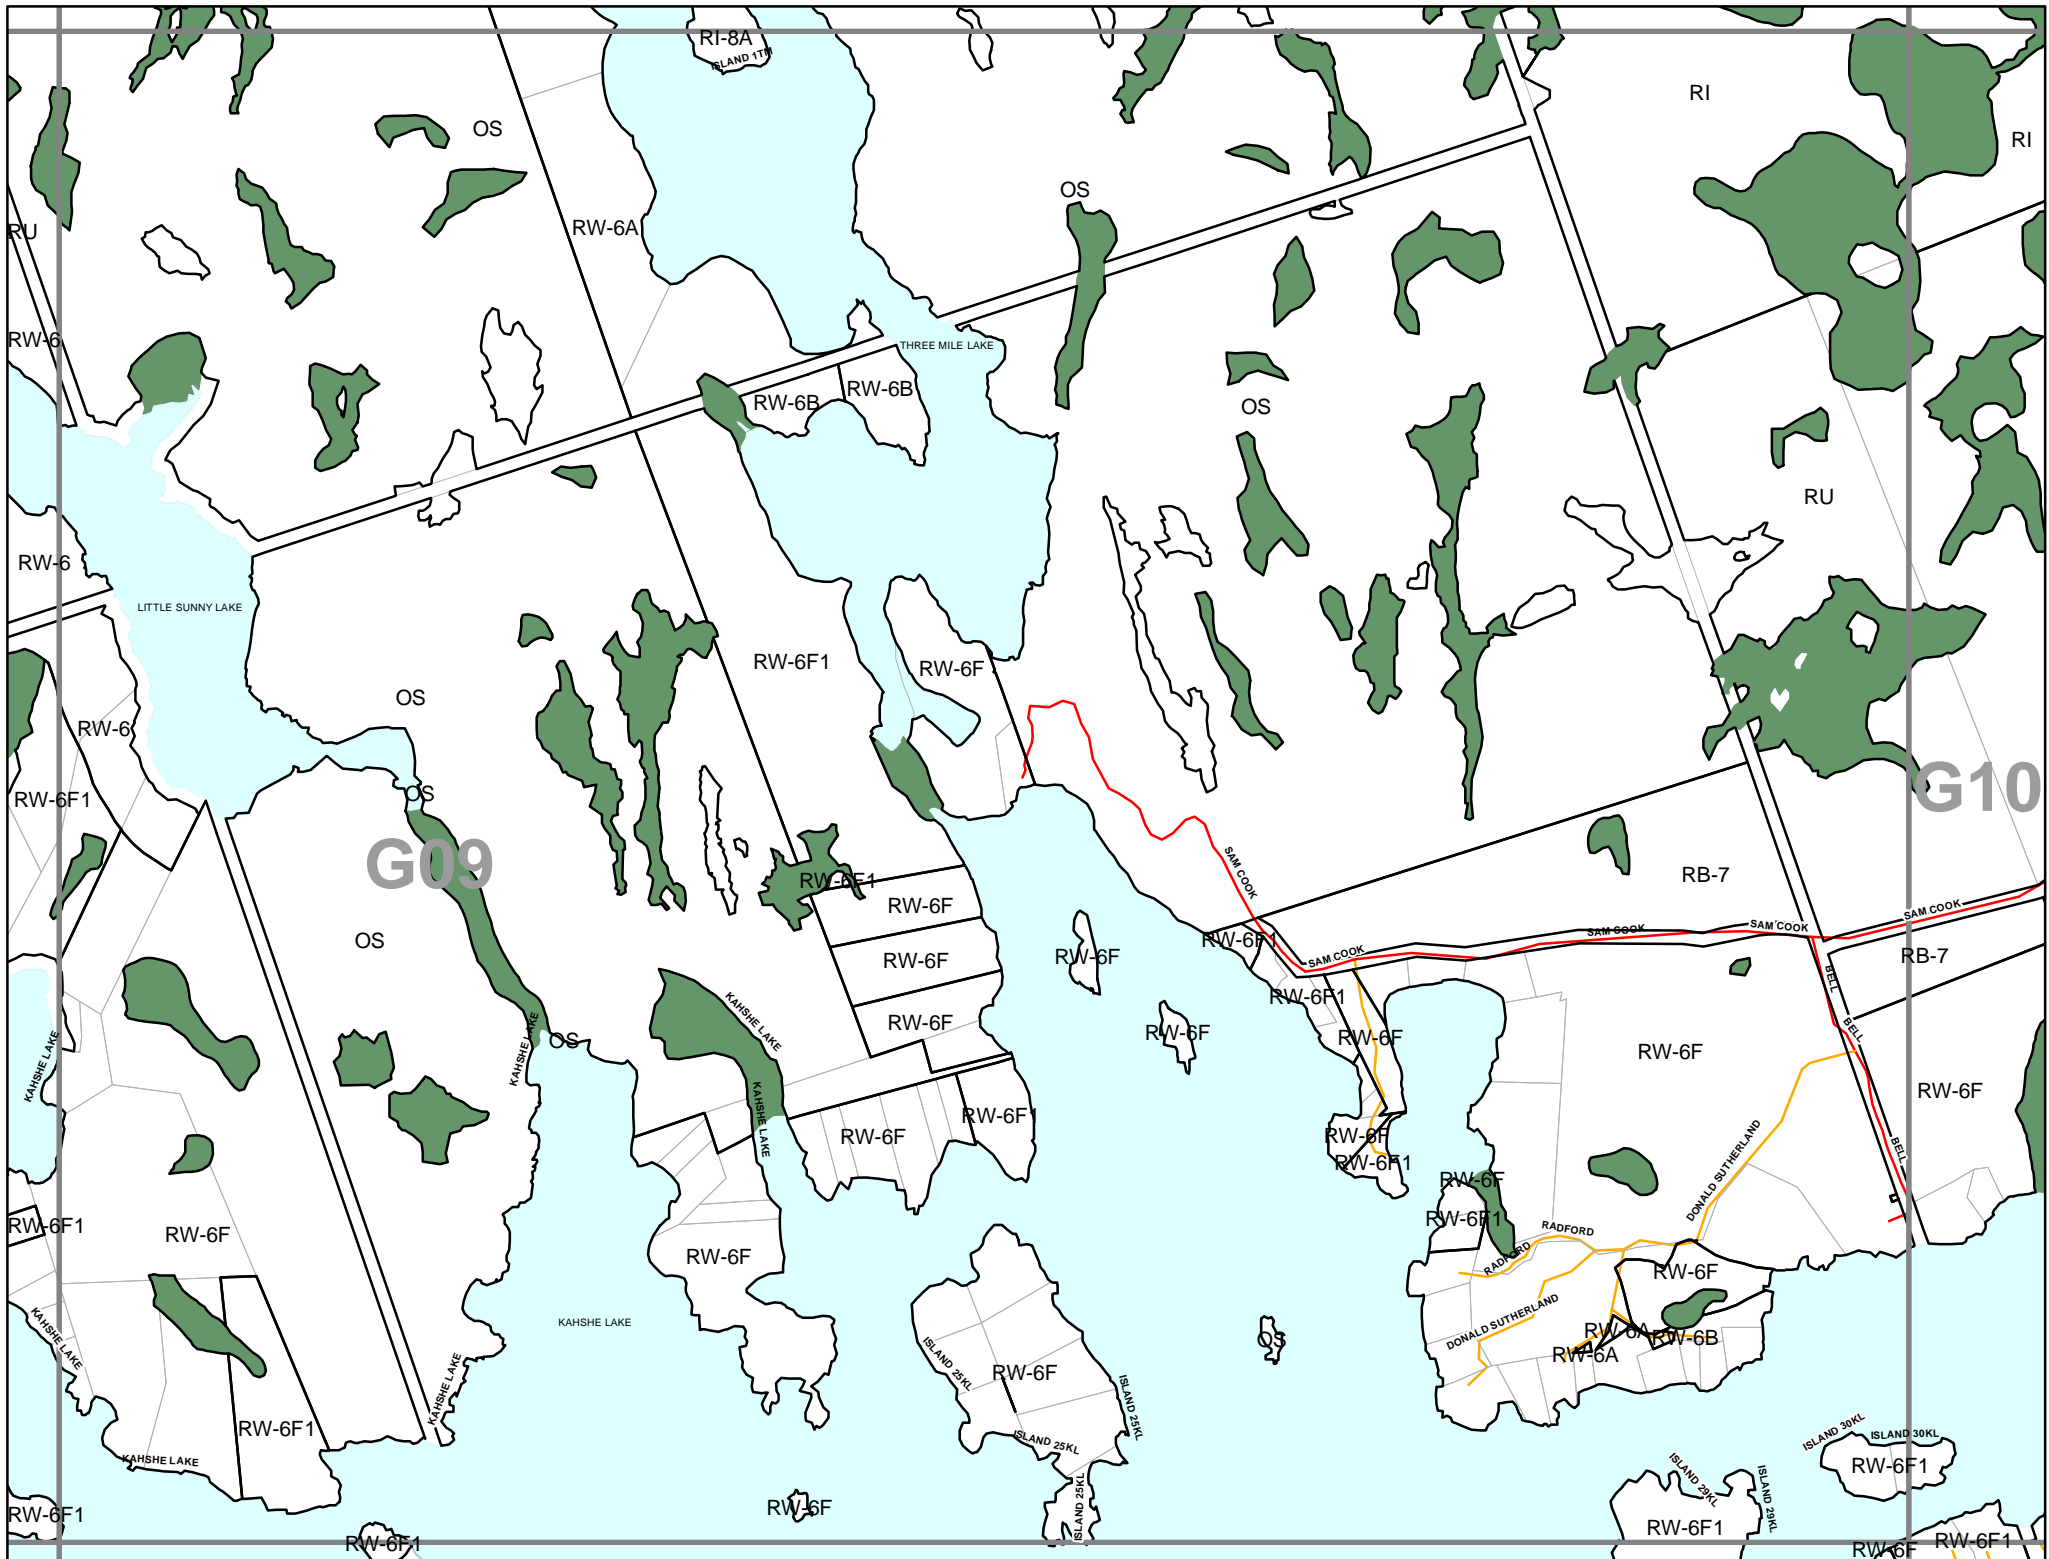 RI-8A
ISLAND 1TM
RI
OS
RI
OS
RU
RW-6A
RW-6
THREE MILE LAKE
RW-6B
RW-6B
OS
RU
RW-6
LITTLE SUNNY LAKE
RW-6F1
RW-6F
OS
RW-6
G10
OS
RW-6F1
G09
SAM COOK
RB-7
RW-6F1
RW-6F
SAM COOK
SAM COOK
SAM COOK
OS
RW-6F1
RW-6F
RW-6F
SAM COOK
RB-7
BELL
RW-6F1
KAHSHE LAKE
RW-6F
RW-6F
RW-6F
BELL
OS
KAHSHE LAKE
KAHSHE LAKE
RW-6F
RW-6F
RW-6F
KAHSHE LAKE
RW-6F1
RW-6F
RW-6F
RW-6F1
DONALD SUTHERLAND
BELL
RW-6F
RW-6F1
RW-6F1
RW-6F
RADFORD
RW-6F
RADFORD
RW-6F
KAHSHE LAKE
KAHSHE LAKE
DONALD SUTHERLAND
OS
RW-6A
RW-6B
RW-6A
ISLAND 25KL
RW-6F
KAHSHE LAKE
ISLAND 25KL
RW-6F1
ISLAND 25KL
ISLAND 30KL
ISLAND 30KL
KAHSHE LAKE
RW-6F1
ISLAND 29KL
ISLAND 29KL
ISLAND 25KL
RW-6F
RW-6F1
RW-6F1
RW-6F1
RW-6F1
RW-6F